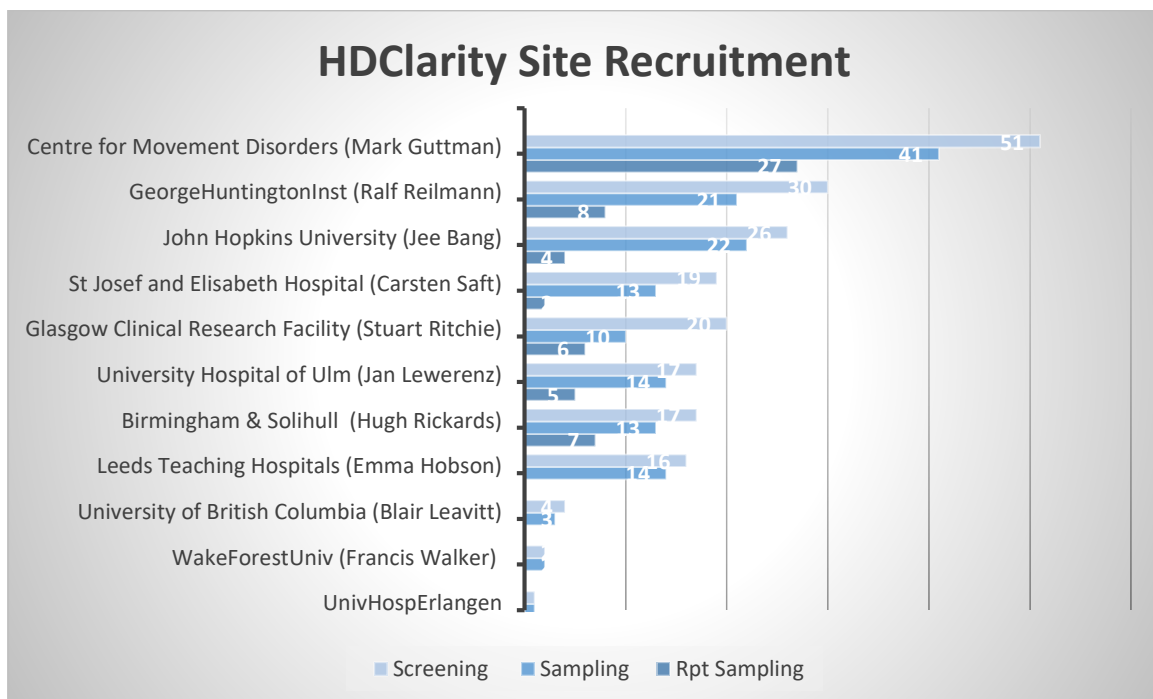 HDClarity Site Recruitment
Centre for Movement Disorders (Mark Guttman)
51
41
27
GeorgeHuntingtonInst (Ralf Reilmann)
30
21
8
John Hopkins University (Jee Bang)
26
22
4
St Josef and Elisabeth Hospital (Carsten Saft)
19
13
Glasgow Clinical Research Facility (Stuart Ritchie)
20
10
6
University Hospital of Ulm (Jan Lewerenz)
17
14
5
Birmingham & Solihull (Hugh Rickards)
17
13
7
Leeds Teaching Hospitals (Emma Hobson)
16
14
University of British Columbia (Blair Leavitt)
4
3
WakeForestUniv (Francis Walker)
UnivHospErlangen
Screening Sampling Rpt Sampling